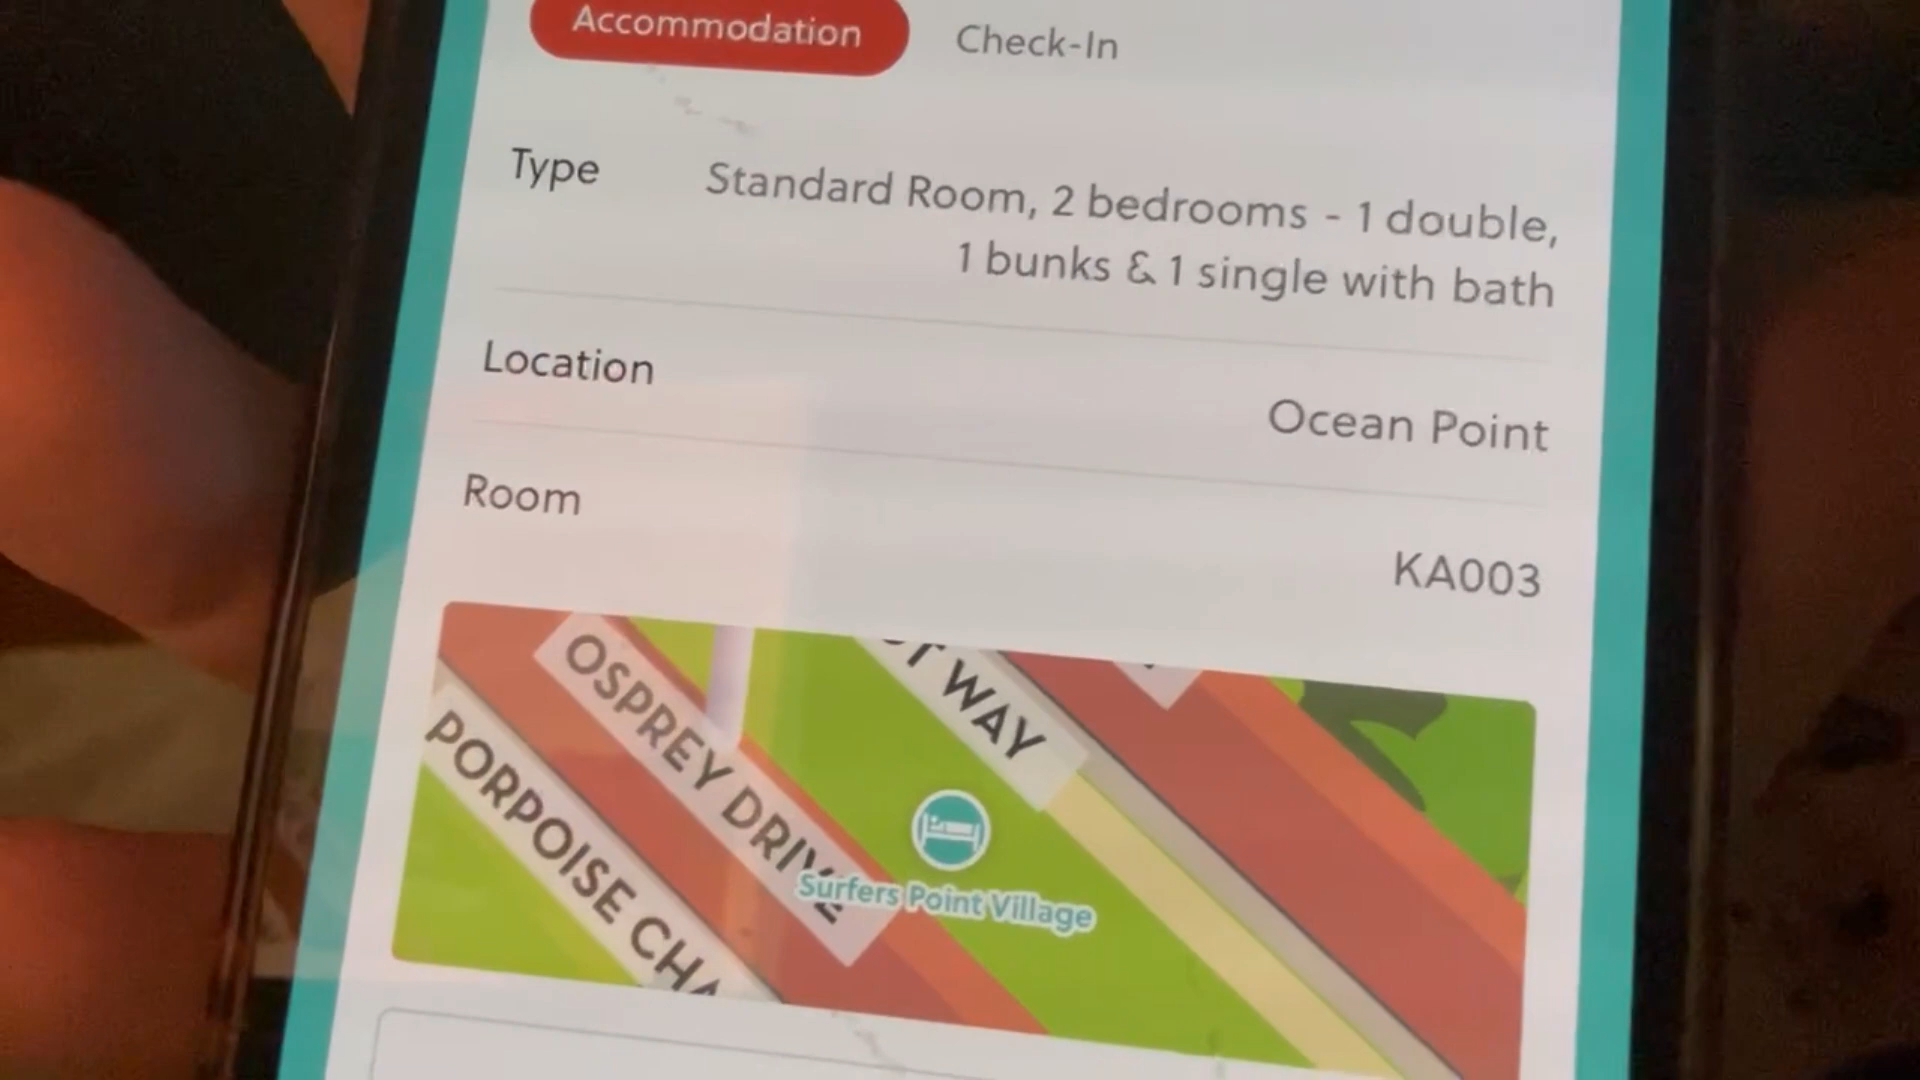 Accommodation
Check-In
Type
Standard Room, 2 bedrooms - 1 double,
1 bunks & 1 single with bath
Location
Ocean Point
Room
KA003
OSPREY DRIVE
WAY
PORPOISE
Surfers Point Village